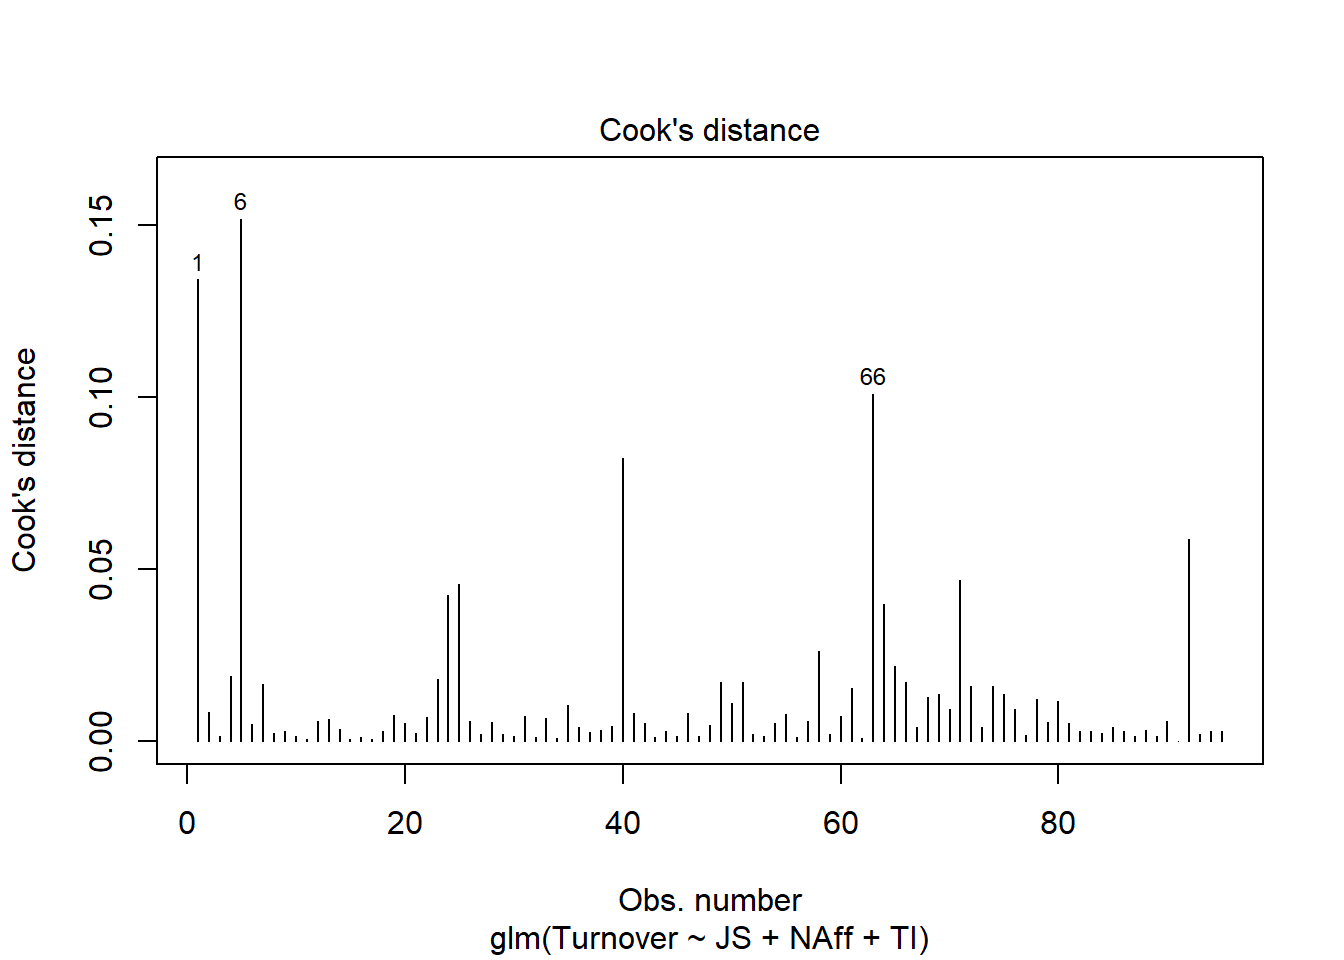 Cook's distance
0.15
0.10
0.05
0.00
Cook's distance
1
6
66
0 20 40 60 80
Obs. number
glm(Turnover ~ JS + NAff + TI)